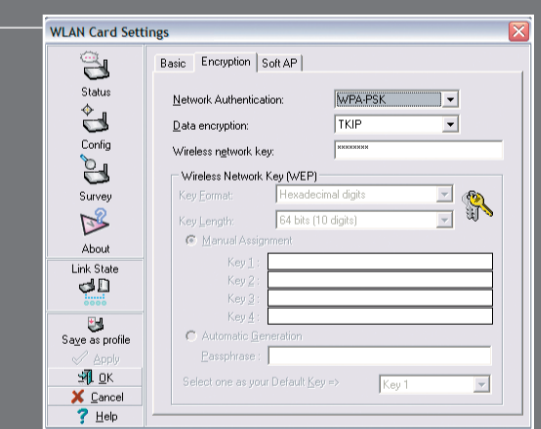 WLAN Card Settings
Status
Config
Survey
About
Link State
Save as profile
Apply
OK
Cancel
Help
Basic
Encryption
Soft AP
Network Authentication:
WPA-PSK
Data encryption:
TKIP
Wireless network key:
xxxxxxxx
Wireless Network Key (WEP)
Key Format:
Hexadecimal digits
Key Length:
64 bits (10 digits)
Manual Assignment
Key 1 :
Key 2 :
Key 3 :
Key 4 :
Automatic Generation
Passphrase :
Select one as your Default Key =>
Key 1